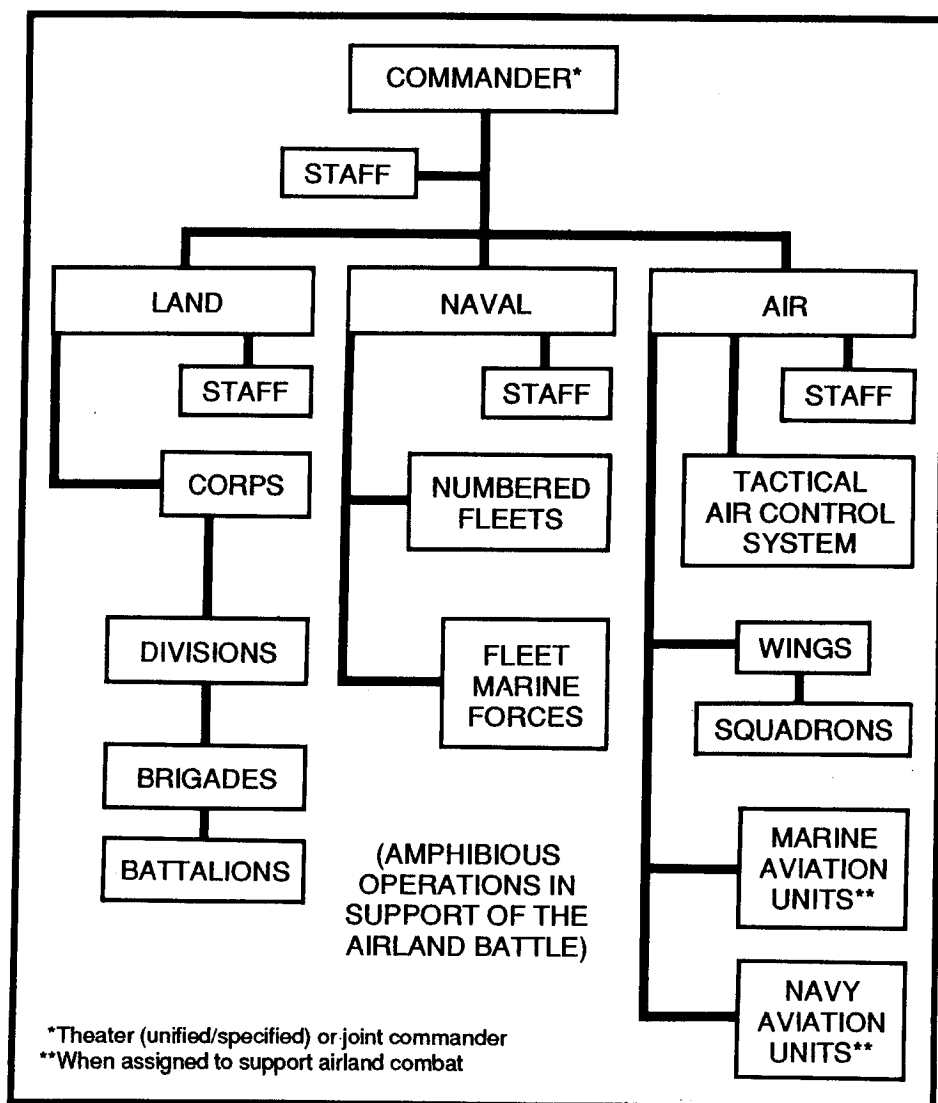 COMMANDER*
STAFF
LAND
NAVAL
AIR
STAFF
STAFF
STAFF
CORPS
NUMBERED
FLEETS
TACTICAL
AIR CONTROL
SYSTEM
DIVISIONS
FLEET
MARINE
FORCES
WINGS
SQUADRONS
BRIGADES
BATTALIONS
(AMPHIBIOUS
OPERATIONS IN
SUPPORT OF THE
AIRLAND BATTLE)
MARINE
AVIATION
UNITS**
NAVY
AVIATION
UNITS**
*Theater (unified/specified) or joint commander
**When assigned to support airland combat